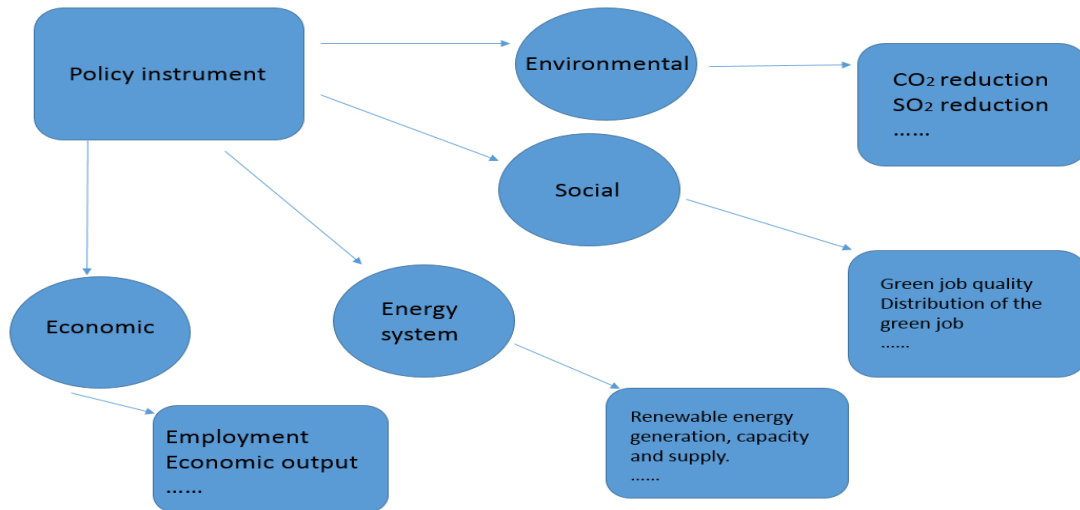 Policy instrument
Environmental
CO₂ reduction
SO₂ reduction
......
Social
Green job quality
Distribution of the
green job
......
Economic
Energy
system
Employment
Economic output
......
Renewable energy
generation, capacity
and supply.
......